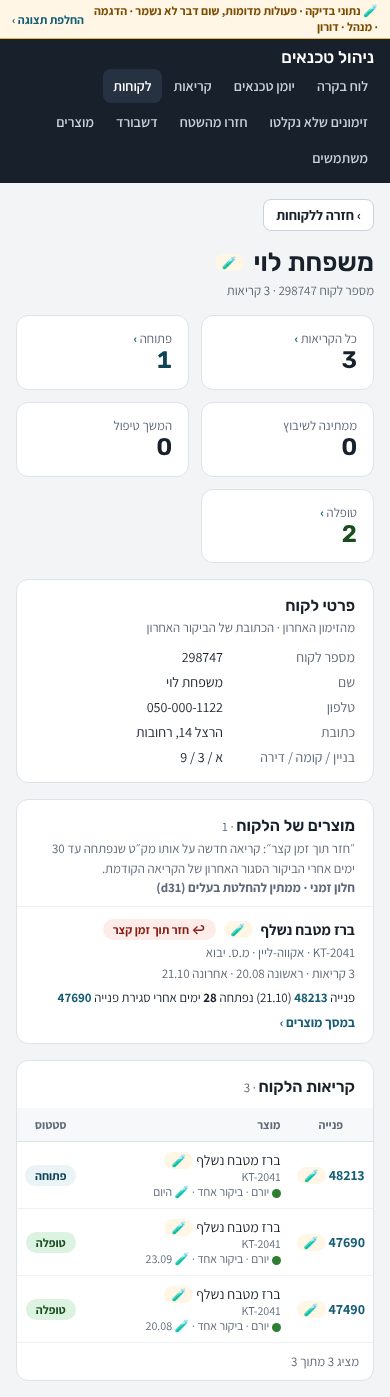 🧪 נתוני בדיקה · פעולות מדומות, שום דבר לא נשמר · הדגמה
· מנהל · דורון
החלפת תצוגה ›
ניהול טכנאים
לוח בקרה
יומן טכנאים
קריאות
לקוחות
זימונים שלא נקלטו
חזרו מהשטח
דשבורד
מוצרים
משתמשים
› חזרה ללקוחות
משפחת לוי 🧪
מספר לקוח 298747 · 3 קריאות
כל הקריאות ›
3
פתוחה ›
1
ממתינה לשיבוץ
0
המשך טיפול
0
טופלה ›
2
פרטי לקוח
מהזימון האחרון · הכתובת של הביקור האחרון
מספר לקוח 298747
שם משפחת לוי
טלפון 050-000-1122
כתובת הרצל 14, רחובות
בניין / קומה / דירה א / 3 / 9
מוצרים של הלקוח · 1
״חזר תוך זמן קצר״: קריאה חדשה על אותו מק״ט שנפתחה עד 30
ימים אחרי הביקור הסגור האחרון של הקריאה הקודמת.
חלון זמני · ממתין להחלטת בעלים (d31)
ברז מטבח נשלף 🧪 ↩ חזר תוך זמן קצר
KT-2041 · אקווה-ליין · מ.ס. יבוא
3 קריאות · ראשונה 20.08 · אחרונה 21.10
פנייה 48213 (21.10) נפתחה 28 ימים אחרי סגירת פנייה 47690
במסך מוצרים ›
קריאות הלקוח · 3
פנייה מוצר סטטוס
48213 🧪 ברז מטבח נשלף 🧪 פתוחה
KT-2041
יורם · ביקור אחד · 🧪 היום
47690 🧪 ברז מטבח נשלף 🧪 טופלה
KT-2041
יורם · ביקור אחד · 🧪 23.09
47490 🧪 ברז מטבח נשלף 🧪 טופלה
KT-2041
יורם · ביקור אחד · 🧪 20.08
מציג 3 מתוך 3